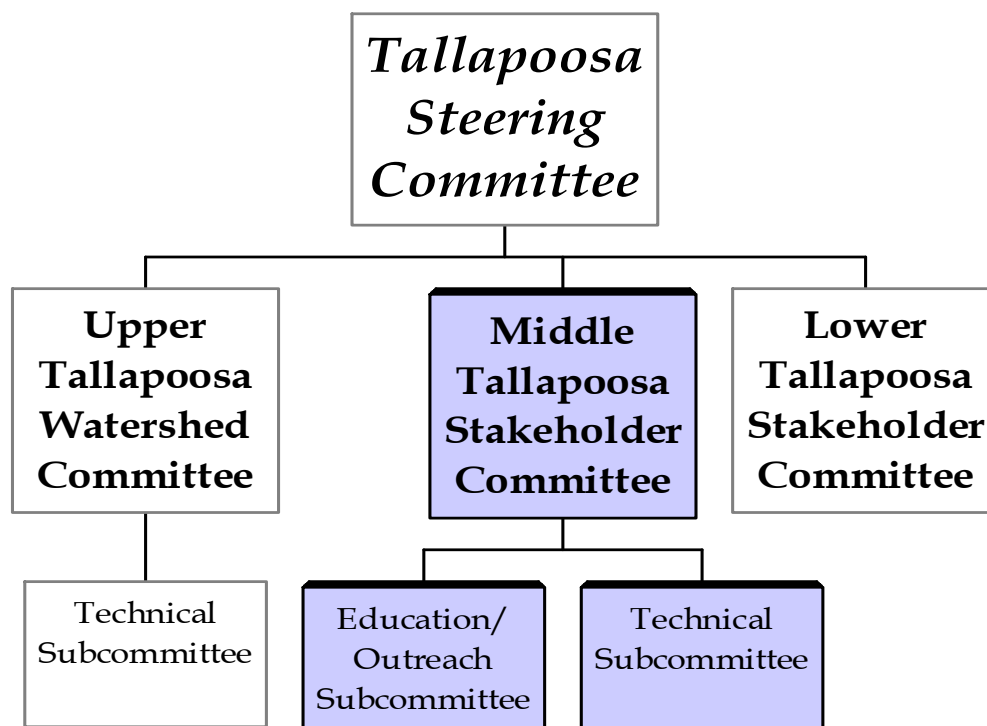 Tallapoosa
Steering
Committee
Upper
Tallapoosa
Watershed
Committee
Middle
Tallapoosa
Stakeholder
Committee
Lower
Tallapoosa
Stakeholder
Committee
Technical
Subcommittee
Education/
Outreach
Subcommittee
Technical
Subcommittee